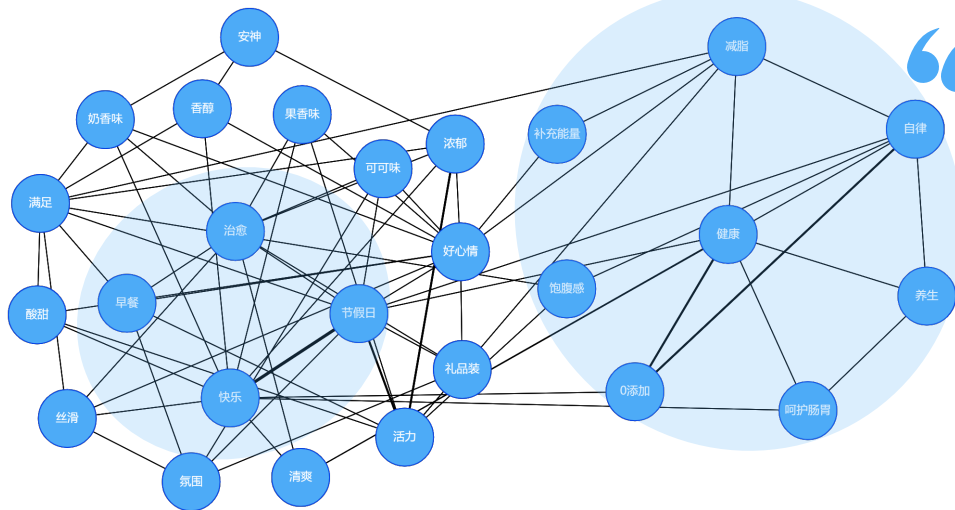 安神
减脂
奶香味
香醇
果香味
浓郁
补充能量
自律
可可味
满足
治愈
好心情
健康
早餐
酸甜
节假日
饱腹感
养生
快乐
礼品装
0添加
呵护肠胃
丝滑
活力
氛围
清爽